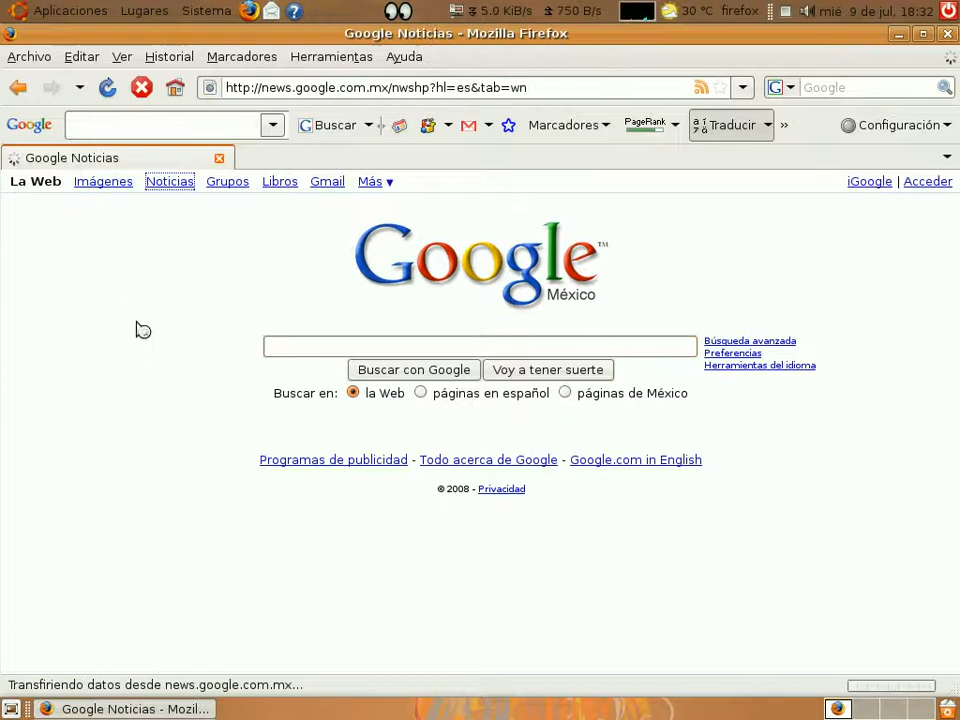 Aplicaciones Lugares Sistema 5.0 KiB/s 750 B/s 30 °C firefox mié 9 de jul, 18:32
Google Noticias - Mozilla Firefox
Archivo Editar Ver Historial Marcadores Herramientas Ayuda
http://news.google.com.mx/nwshp?hl=es&tab=wn G Google
Google G Buscar PageRank Marcadores Traducir » Configuración
Google Noticias
La Web Imágenes Noticias Grupos Libros Gmail Más ▼ iGoogle | Acceder
Google™
México
Búsqueda avanzada
Preferencias
Herramientas del idioma
Buscar con Google Voy a tener suerte
Buscar en: la Web páginas en español páginas de México
Programas de publicidad - Todo acerca de Google - Google.com in English
© 2008 - Privacidad
Transfiriendo datos desde news.google.com.mx...
Google Noticias - Mozil...